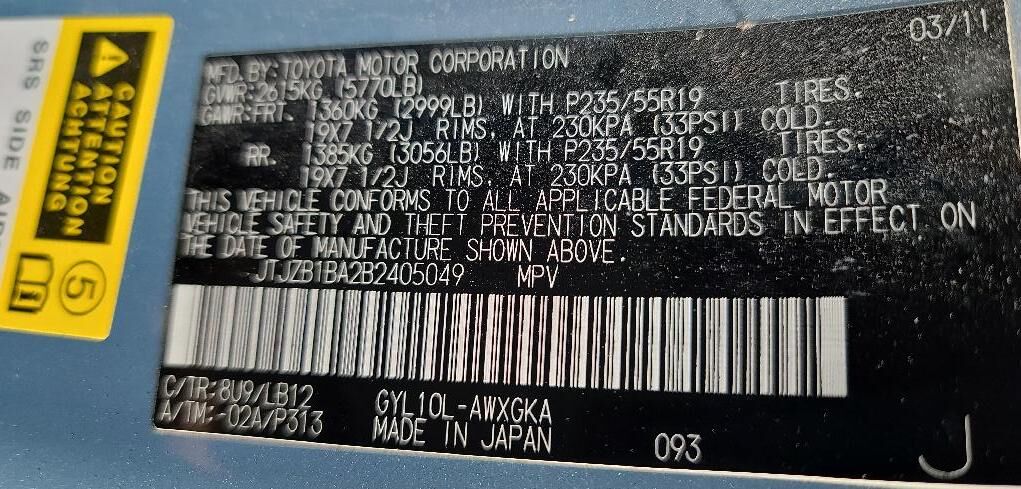 03/11
MFD. BY: TOYOTA MOTOR CORPORATION
GVWR: 2615KG (5770LB)
GAWR: FRT. 1360KG (2999LB) WITH P235/55R19 TIRES.
19X7 1/2J RIMS, AT 230KPA (33PSI) COLD.
RR. 1385KG (3056LB) WITH P235/55R19 TIRES.
19X7 1/2J RIMS, AT 230KPA (33PSI) COLD.
THIS VEHICLE CONFORMS TO ALL APPLICABLE FEDERAL MOTOR
VEHICLE SAFETY AND THEFT PREVENTION STANDARDS IN EFFECT ON
THE DATE OF MANUFACTURE SHOWN ABOVE.
JTJZB1BA2B2405049 MPV
C/TR: 8U9/LB12
A/TM: -02A/P313
GYL10L-AWXGKA
MADE IN JAPAN
093
J
CAUTION
ATTENTION
ACHTUNG
5
SRS SIDE